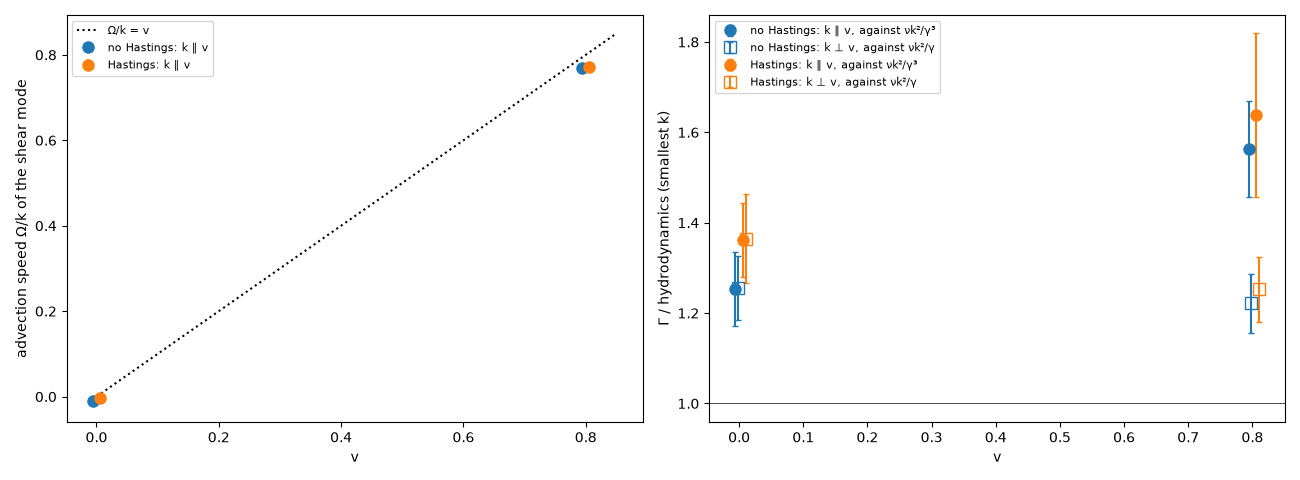 advection speed Ω/k of the shear mode
0.8
0.6
0.4
0.2
0.0
Ω/k = v
no Hastings: k ∥ v
Hastings: k ∥ v
0.0 0.2 0.4 0.6 0.8
v
Γ / hydrodynamics (smallest k)
1.8
1.6
1.4
1.2
1.0
no Hastings: k ∥ v, against νk²/γ³
no Hastings: k ⊥ v, against νk²/γ
Hastings: k ∥ v, against νk²/γ³
Hastings: k ⊥ v, against νk²/γ
0.0 0.1 0.2 0.3 0.4 0.5 0.6 0.7 0.8
v